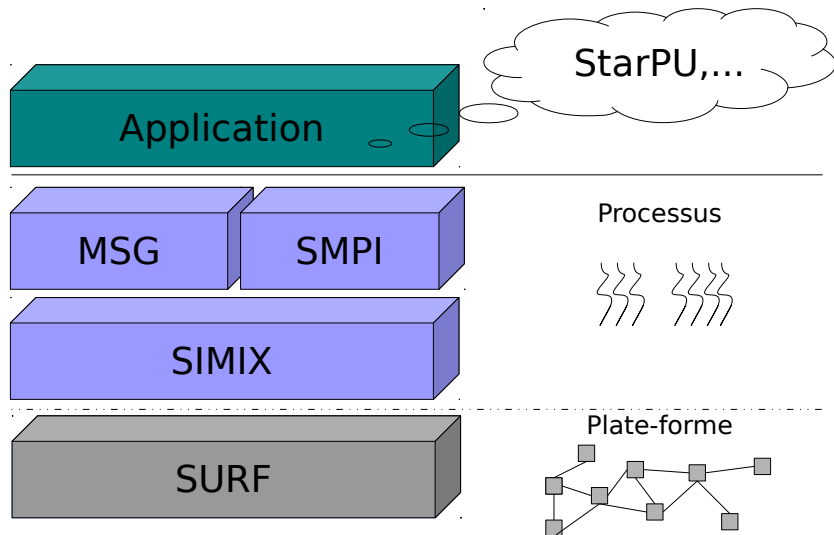 StarPU,...
Application
MSG
SMPI
Processus
SIMIX
Plate-forme
SURF